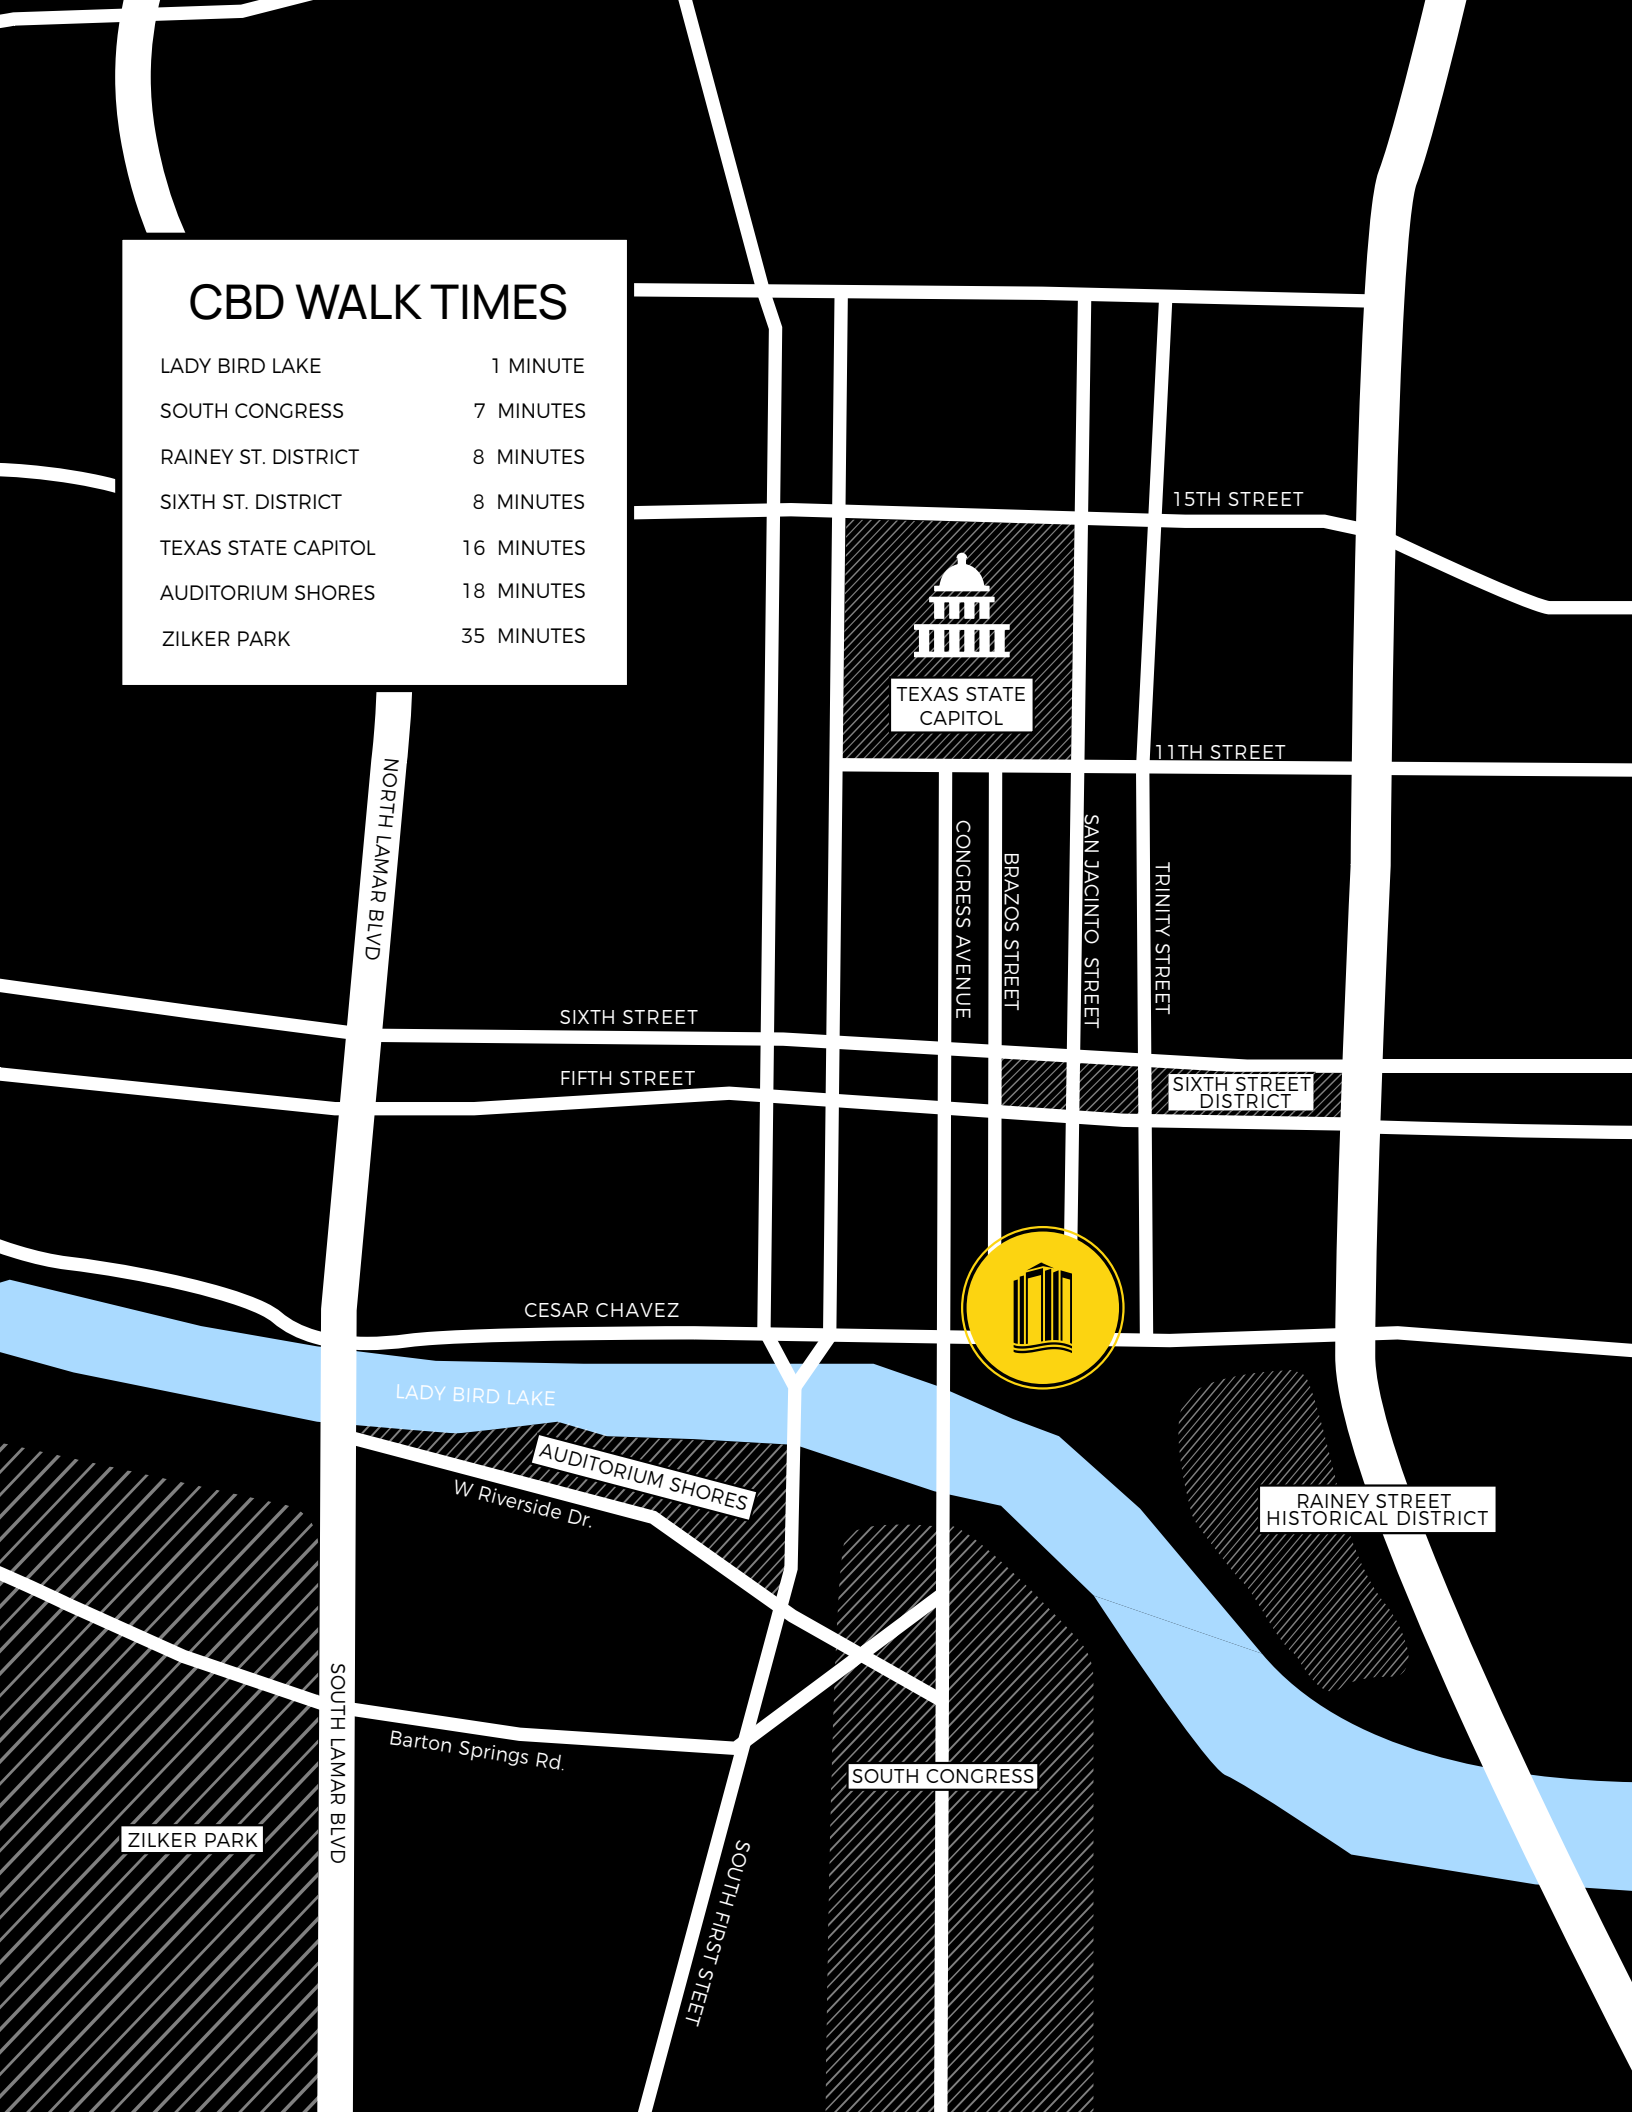 CBD WALK TIMES
LADY BIRD LAKE 1 MINUTE
SOUTH CONGRESS 7 MINUTES
RAINEY ST. DISTRICT 8 MINUTES
SIXTH ST. DISTRICT 8 MINUTES
TEXAS STATE CAPITOL 16 MINUTES
AUDITORIUM SHORES 18 MINUTES
ZILKER PARK 35 MINUTES
15TH STREET
TEXAS STATE
CAPITOL
11TH STREET
NORTH LAMAR BLVD
CONGRESS AVENUE
BRAZOS STREET
SAN JACINTO STREET
TRINITY STREET
SIXTH STREET
FIFTH STREET
SIXTH STREET
DISTRICT
CESAR CHAVEZ
LADY BIRD LAKE
AUDITORIUM SHORES
W Riverside Dr.
RAINEY STREET
HISTORICAL DISTRICT
SOUTH LAMAR BLVD
Barton Springs Rd.
SOUTH CONGRESS
ZILKER PARK
SOUTH FIRST STEET